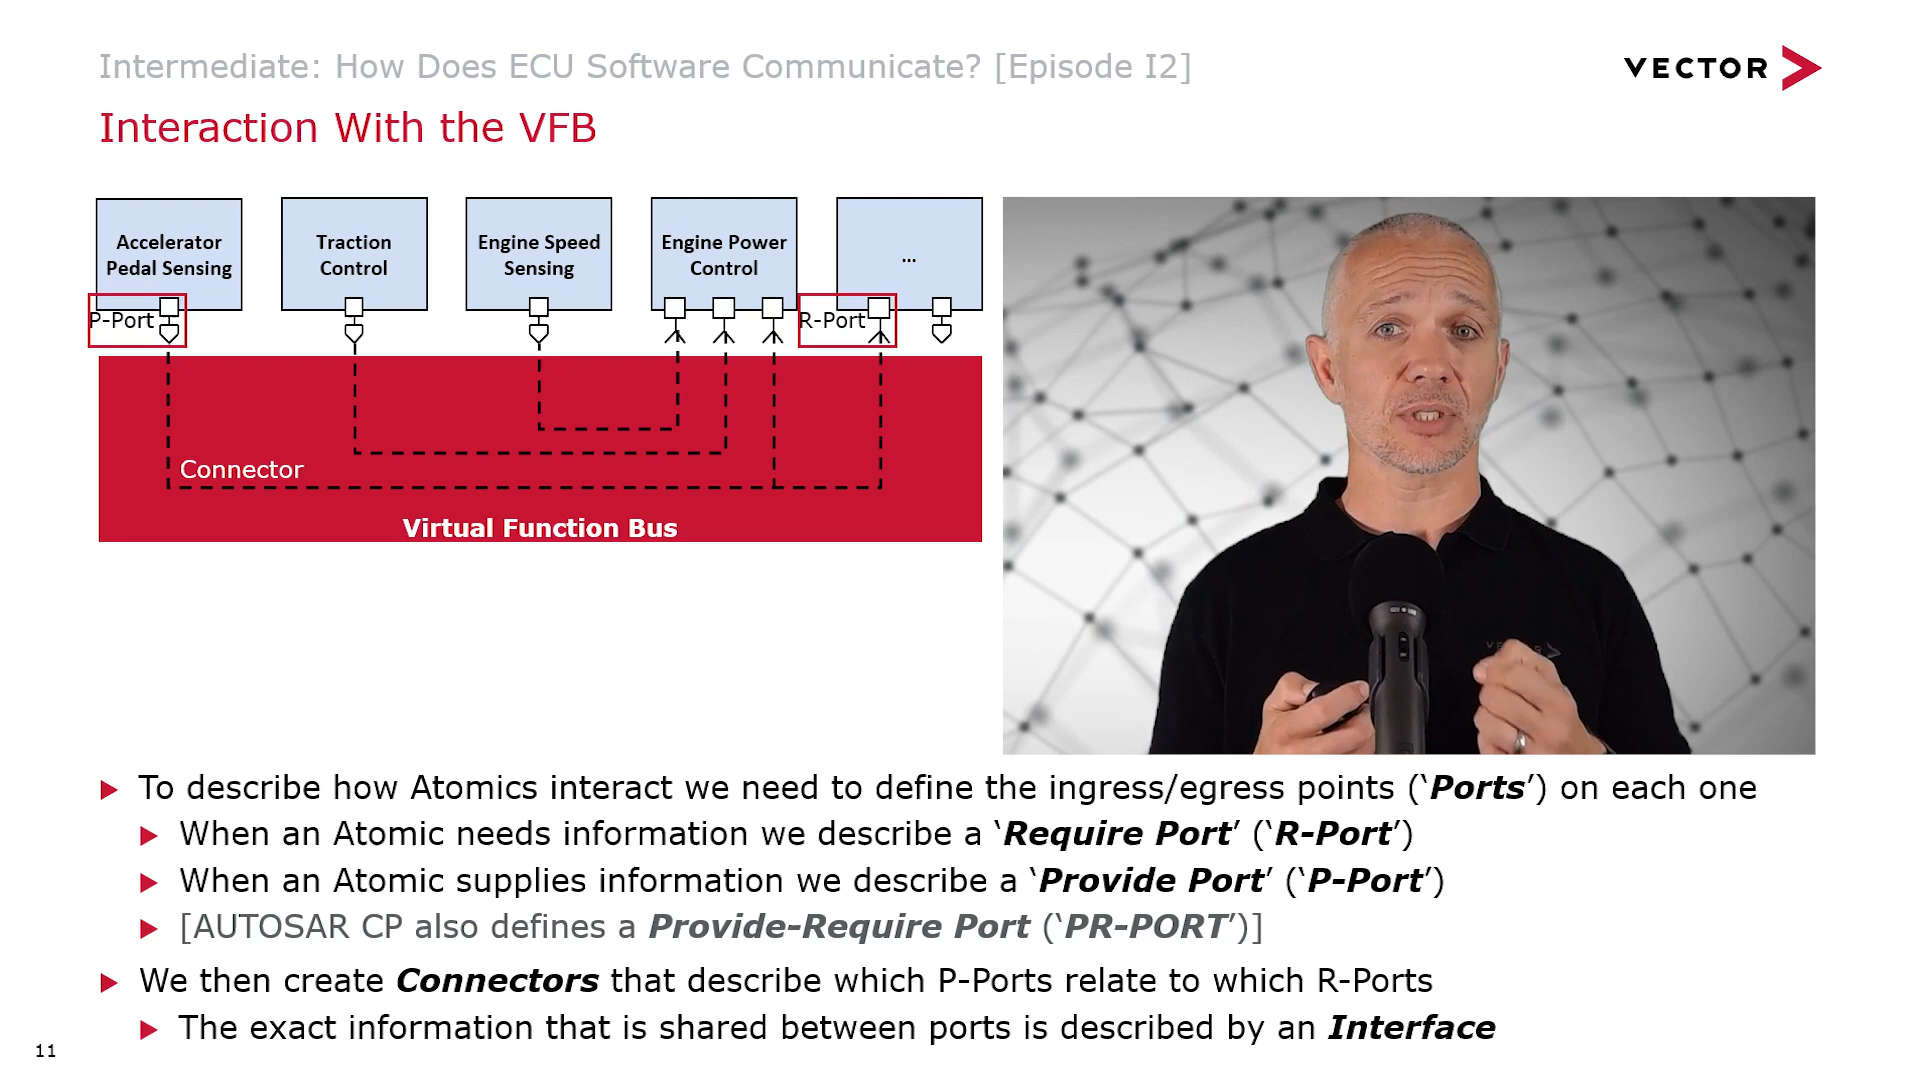 Intermediate: How Does ECU Software Communicate? [Episode I2]
VECTOR
Interaction With the VFB
Accelerator
Pedal Sensing
Traction
Control
Engine Speed
Sensing
Engine Power
Control
...
P-Port
R-Port
Connector
Virtual Function Bus
To describe how Atomics interact we need to define the ingress/egress points (‘Ports’) on each one
When an Atomic needs information we describe a ‘Require Port’ (‘R-Port’)
When an Atomic supplies information we describe a ‘Provide Port’ (‘P-Port’)
[AUTOSAR CP also defines a Provide-Require Port (‘PR-PORT’)]
We then create Connectors that describe which P-Ports relate to which R-Ports
The exact information that is shared between ports is described by an Interface
11